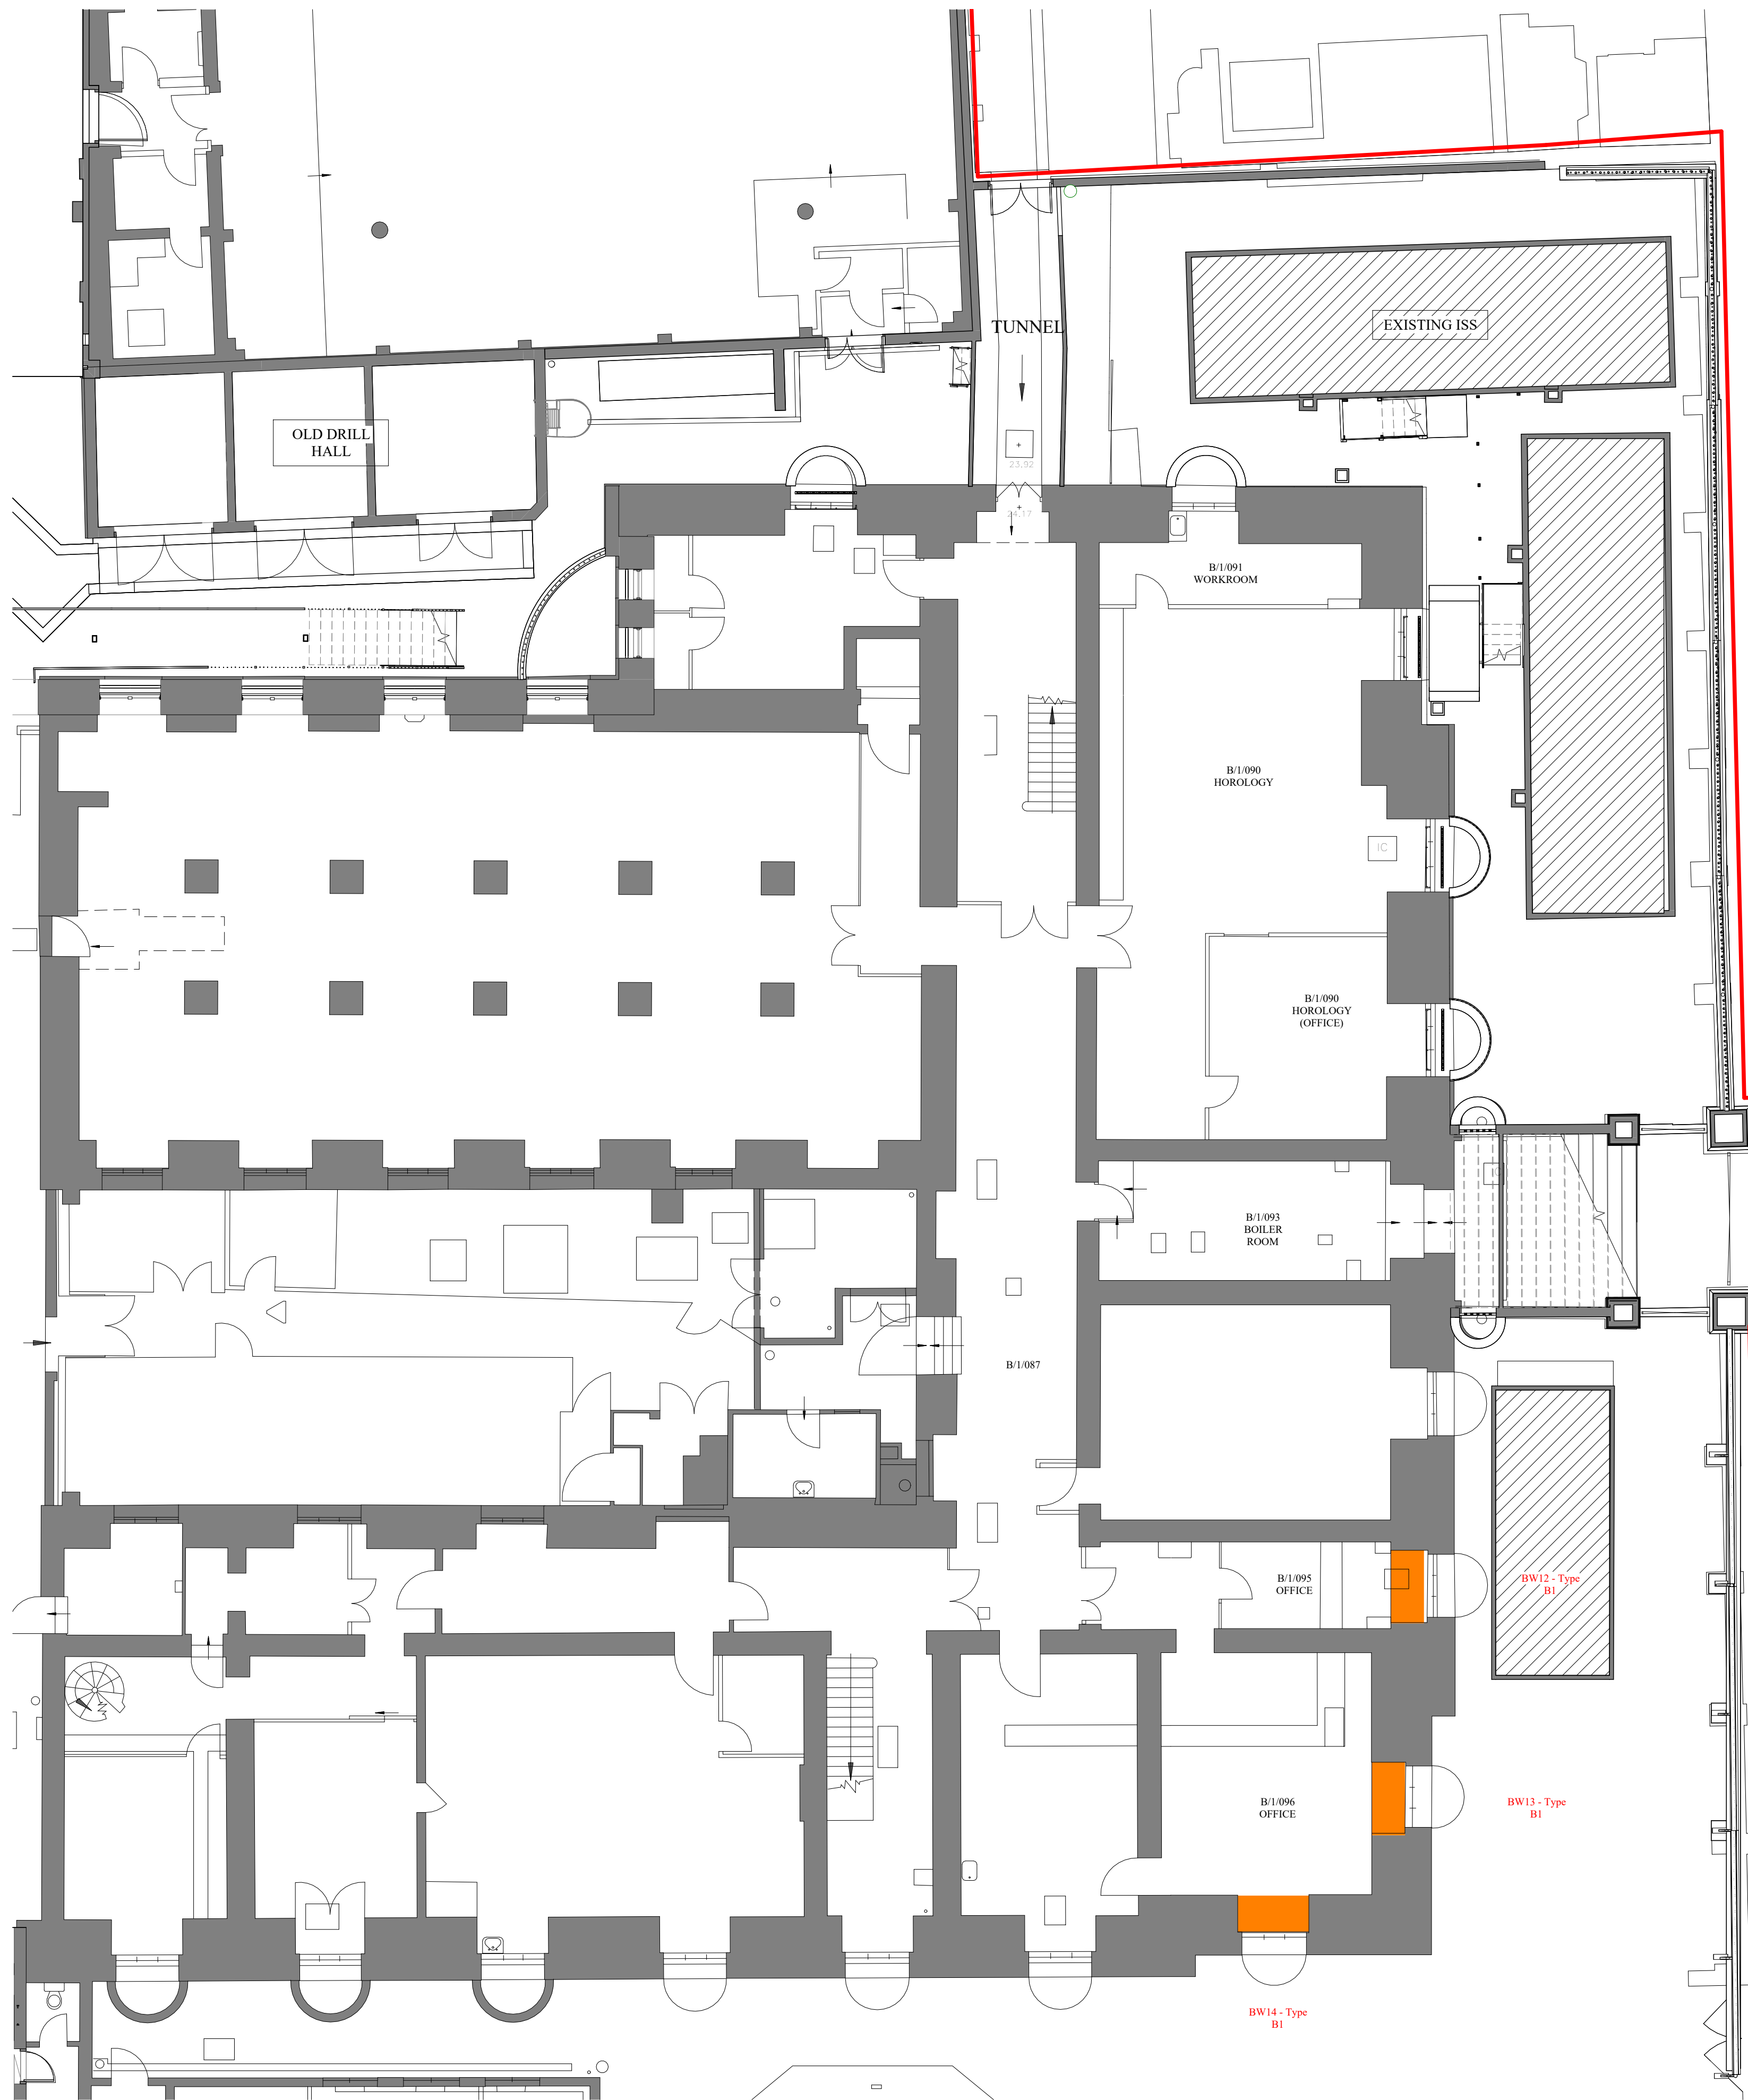 TUNNEL
EXISTING ISS
OLD DRILL
HALL
23.92
24.17
B/1/091
WORKROOM
B/1/090
HOROLOGY
IC
B/1/090
HOROLOGY
(OFFICE)
B/1/093
BOILER
ROOM
B/1/087
B/1/095
OFFICE
BW12 - Type
B1
B/1/096
OFFICE
BW13 - Type
B1
BW14 - Type
B1